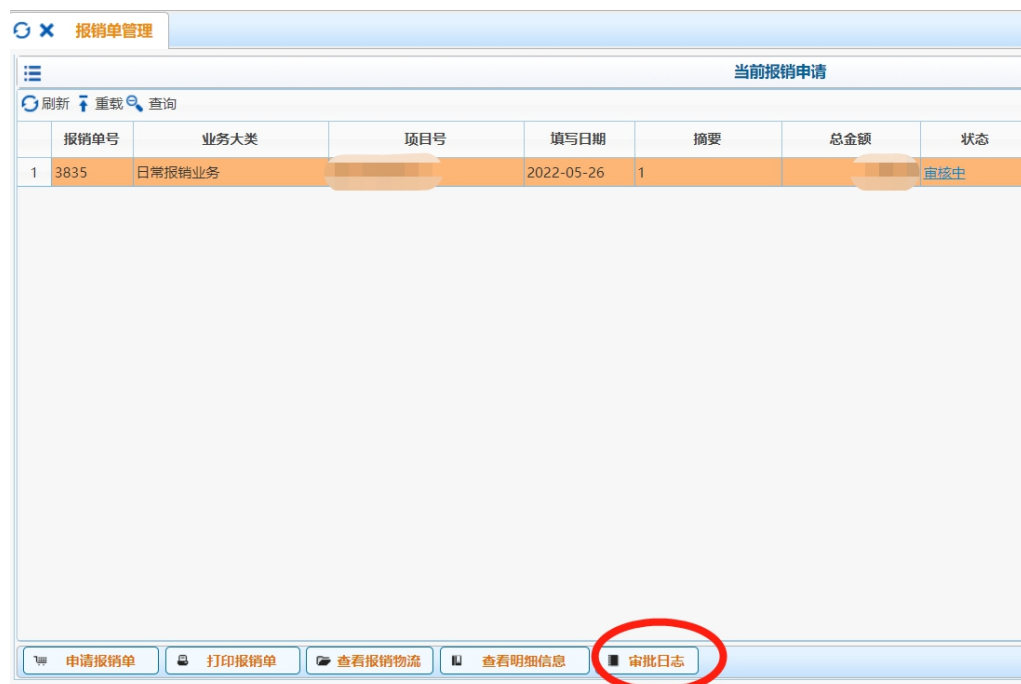 报销单管理
当前报销申请
刷新 重载 查询
报销单号 业务大类 项目号 填写日期 摘要 总金额 状态
1 3835 日常报销业务 2022-05-26 1 审核中
申请报销单 打印报销单 查看报销物流 查看明细信息 审批日志